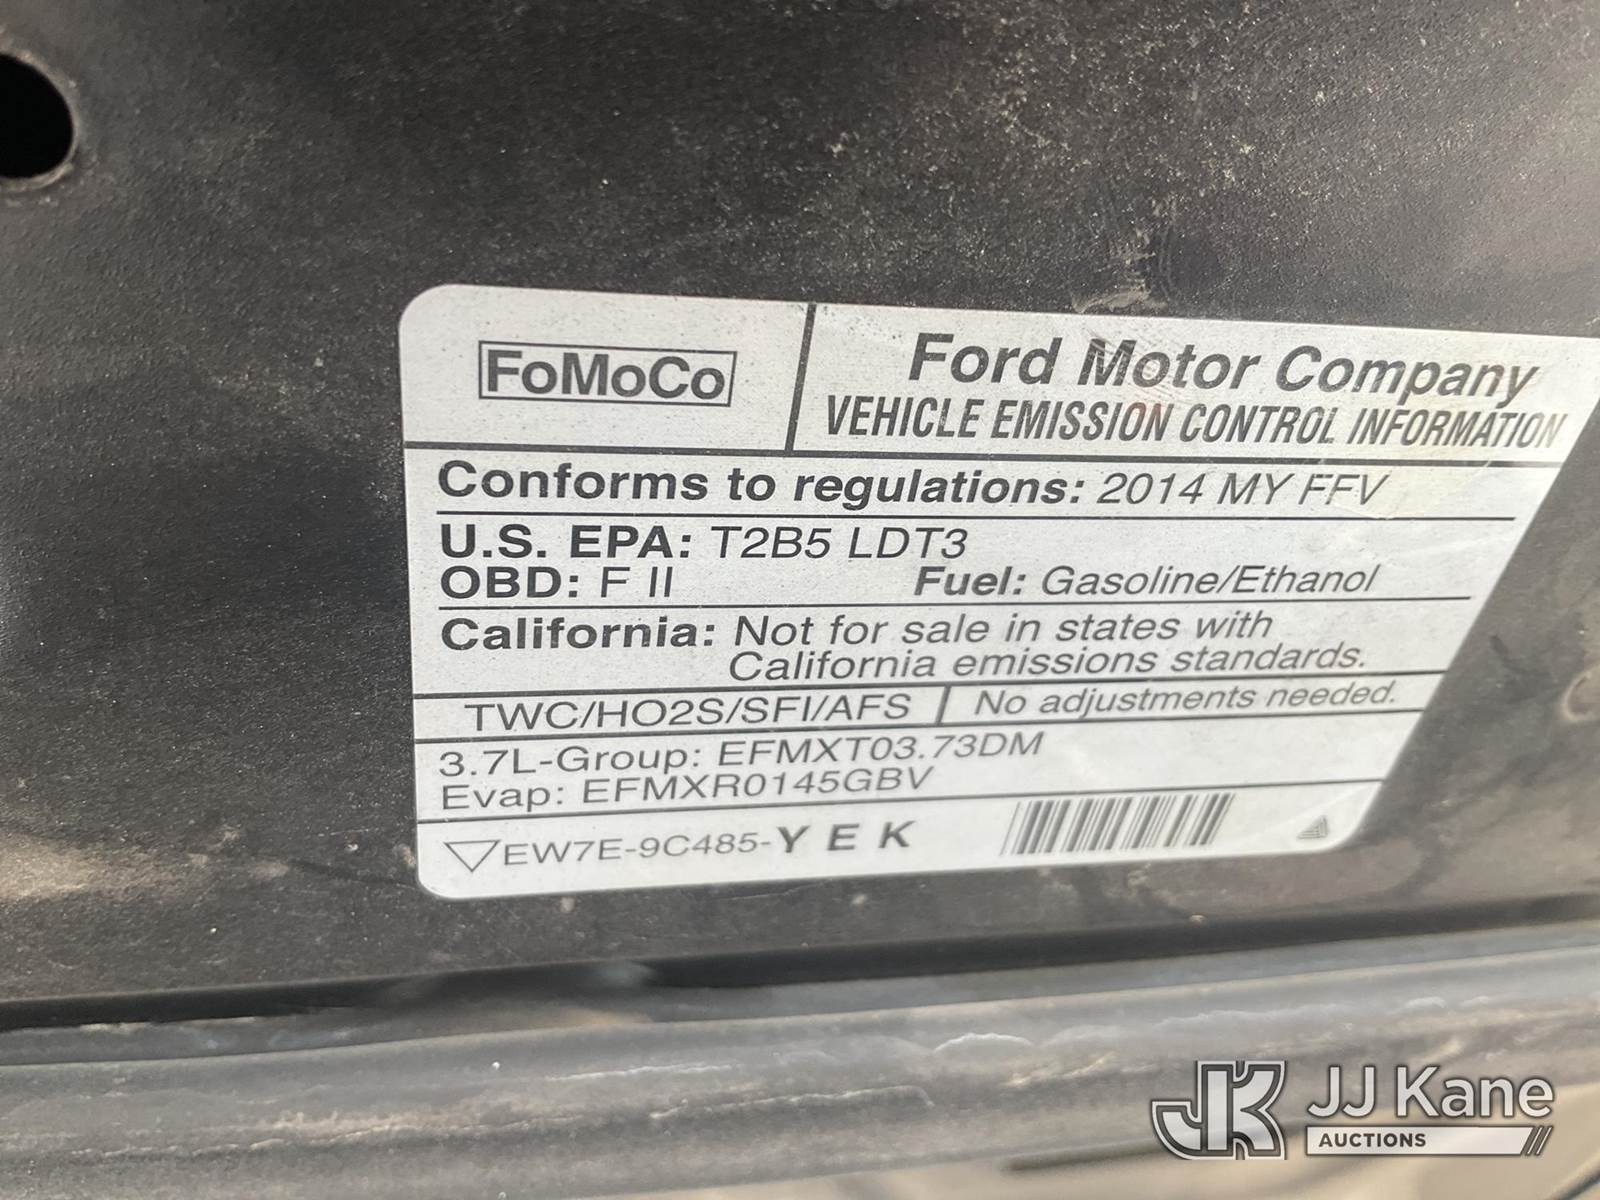 FoMoCo
Ford Motor Company
VEHICLE EMISSION CONTROL INFORMATION
Conforms to regulations: 2014 MY FFV
U.S. EPA: T2B5 LDT3
OBD: F II Fuel: Gasoline/Ethanol
California: Not for sale in states with
California emissions standards.
TWC/HO2S/SFI/AFS No adjustments needed.
3.7L-Group: EFMXT03.73DM
Evap: EFMXR0145GBV
EW7E-9C485-Y E K
JK JJ Kane
AUCTIONS